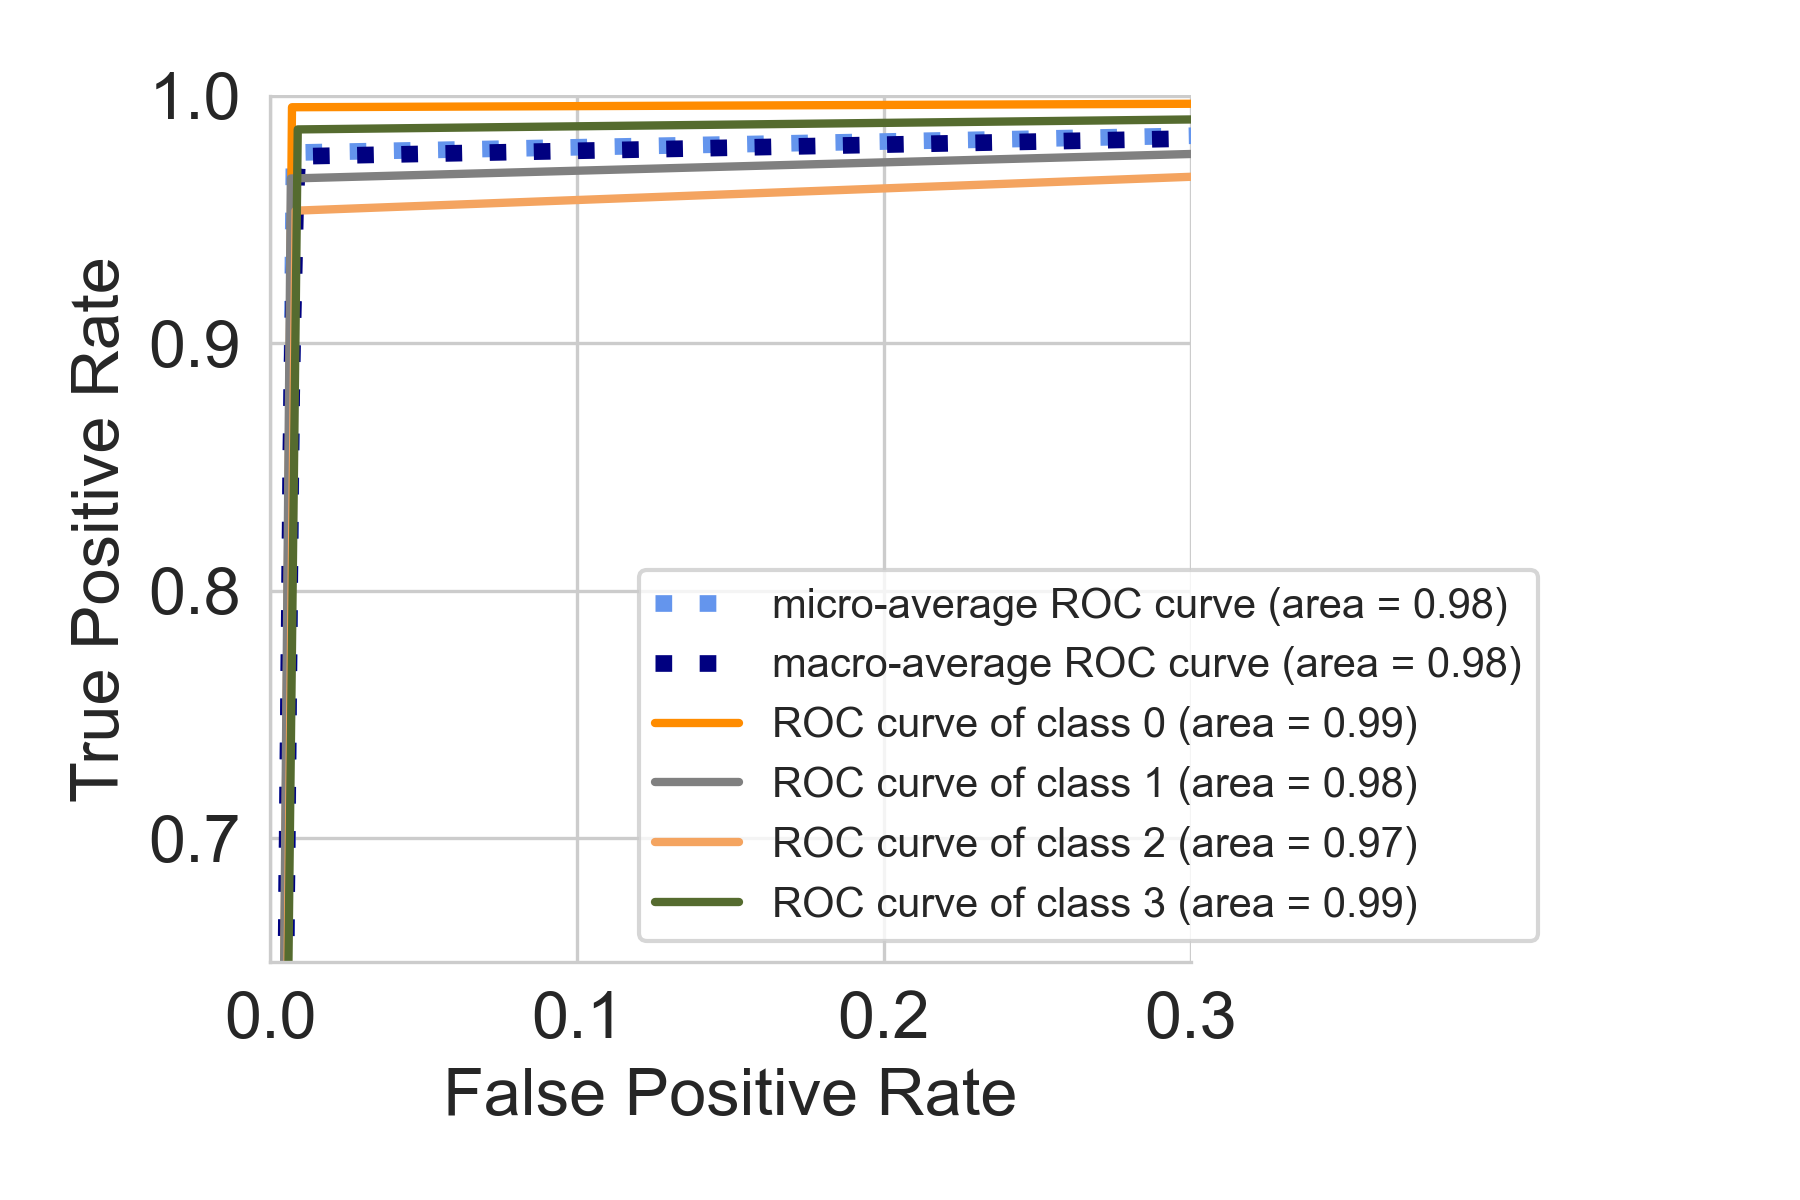 1.0
0.9
0.8
0.7
True Positive Rate
0.0 0.1 0.2 0.3
False Positive Rate
micro-average ROC curve (area = 0.98)
macro-average ROC curve (area = 0.98)
ROC curve of class 0 (area = 0.99)
ROC curve of class 1 (area = 0.98)
ROC curve of class 2 (area = 0.97)
ROC curve of class 3 (area = 0.99)